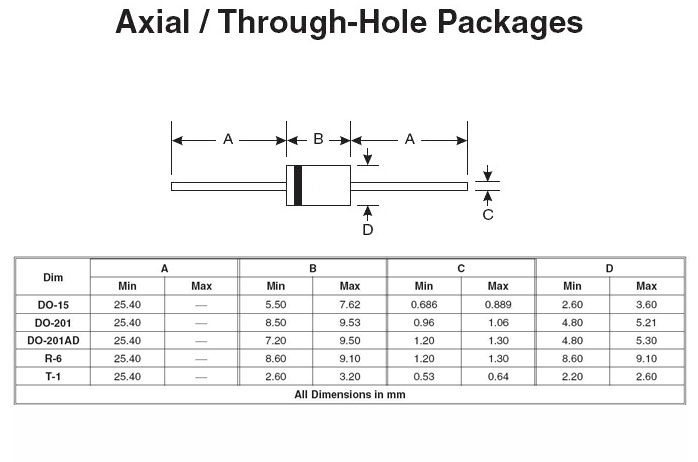 Axial / Through-Hole Packages
A B A
C
D
Dim A B C D
Min Max Min Max Min Max Min Max
DO-15 25.40 — 5.50 7.62 0.686 0.889 2.60 3.60
DO-201 25.40 — 8.50 9.53 0.96 1.06 4.80 5.21
DO-201AD 25.40 — 7.20 9.50 1.20 1.30 4.80 5.30
R-6 25.40 — 8.60 9.10 1.20 1.30 8.60 9.10
T-1 25.40 — 2.60 3.20 0.53 0.64 2.20 2.60
All Dimensions in mm